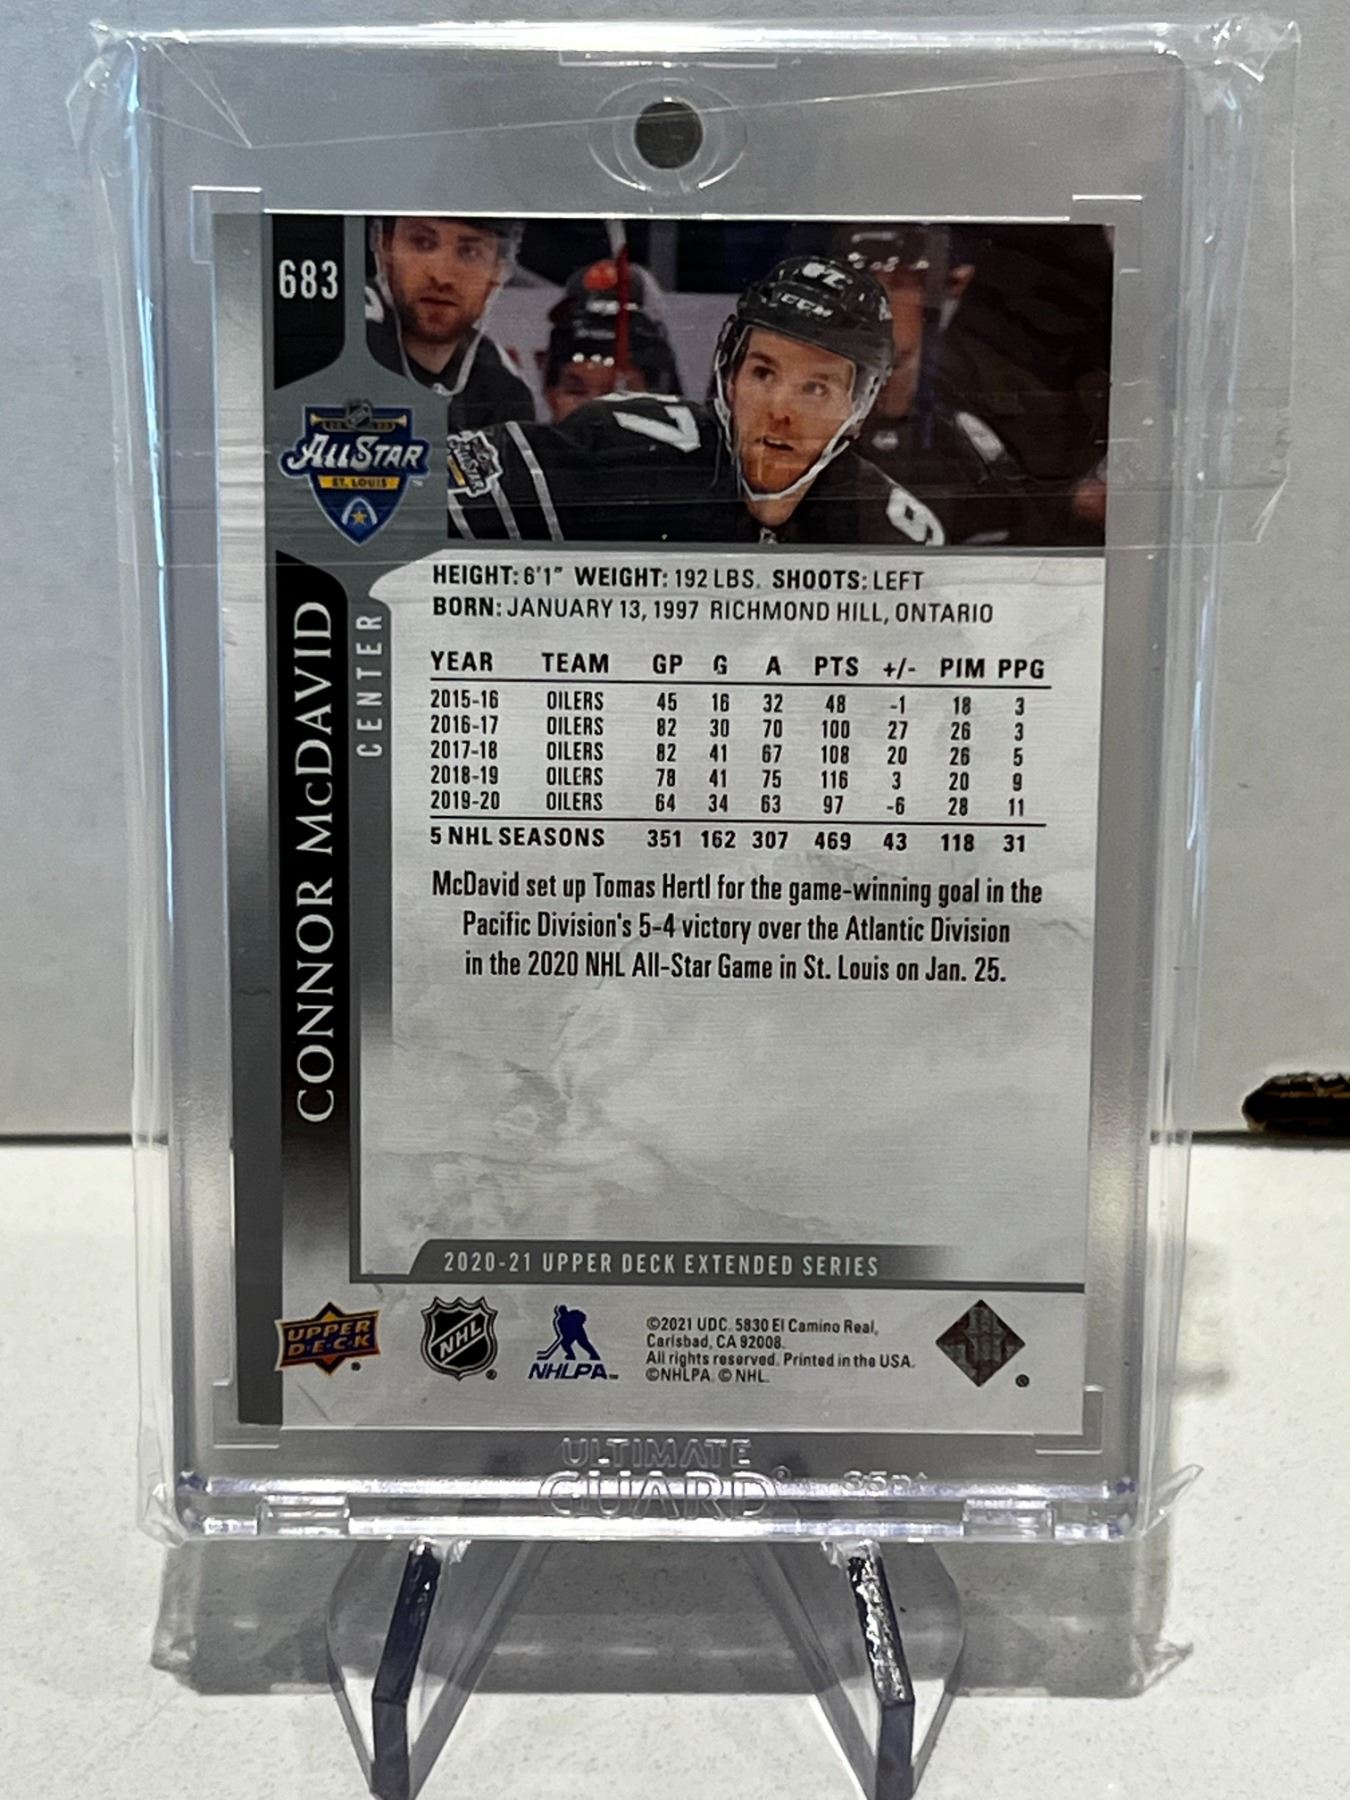 683
ALL STAR
ST. LOUIS
CCM
97
7
9
HEIGHT: 6'1" WEIGHT: 192 LBS. SHOOTS: LEFT
BORN: JANUARY 13, 1997 RICHMOND HILL, ONTARIO
CONNOR McDAVID
CENTER
YEAR TEAM GP G A PTS +/- PIM PPG
2015-16 OILERS 45 16 32 48 -1 18 3
2016-17 OILERS 82 30 70 100 27 26 3
2017-18 OILERS 82 41 67 108 20 26 5
2018-19 OILERS 78 41 75 116 3 20 9
2019-20 OILERS 64 34 63 97 -6 28 11
5 NHL SEASONS 351 162 307 469 43 118 31
McDavid set up Tomas Hertl for the game-winning goal in the
Pacific Division's 5-4 victory over the Atlantic Division
in the 2020 NHL All-Star Game in St. Louis on Jan. 25.
2020-21 UPPER DECK EXTENDED SERIES
UPPER
DECK
NHL
NHLPA
©2021 UDC. 5830 El Camino Real,
Carlsbad, CA 92008.
All rights reserved. Printed in the USA.
©NHLPA. © NHL.
ULTIMATE
GUARD